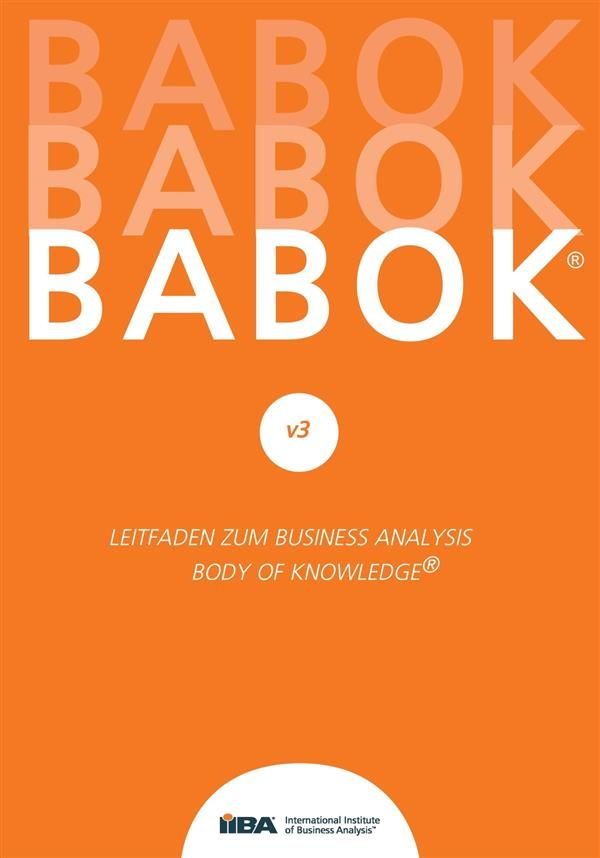 BABOK
BABOK
BABOK®
v3
LEITFADEN ZUM BUSINESS ANALYSIS
BODY OF KNOWLEDGE®
IIBA International Institute
of Business Analysis™